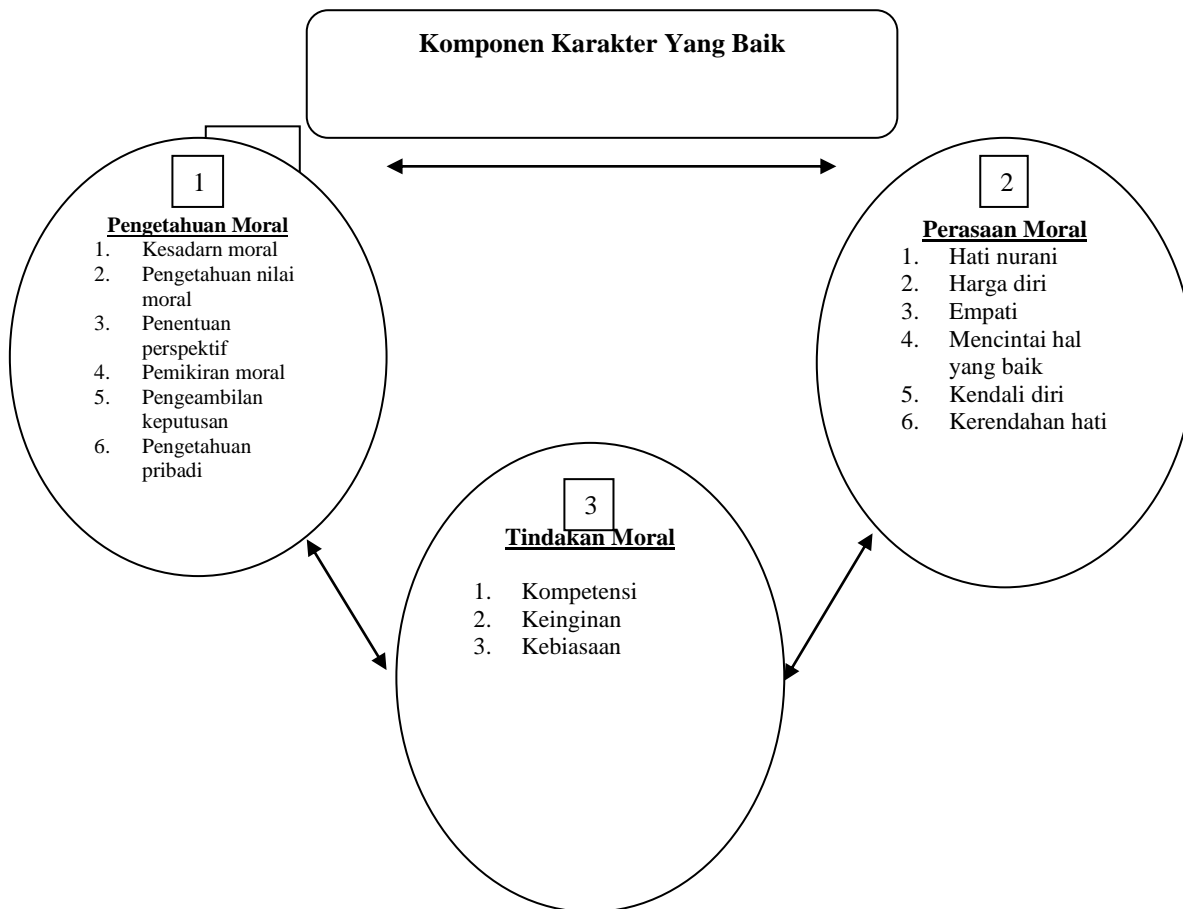 Komponen Karakter Yang Baik
1
Pengetahuan Moral
1. Kesadarn moral
2. Pengetahuan nilai
moral
3. Penentuan
perspektif
4. Pemikiran moral
5. Pengeambilan
keputusan
6. Pengetahuan
pribadi
2
Perasaan Moral
1. Hati nurani
2. Harga diri
3. Empati
4. Mencintai hal
yang baik
5. Kendali diri
6. Kerendahan hati
3
Tindakan Moral
1. Kompetensi
2. Keinginan
3. Kebiasaan